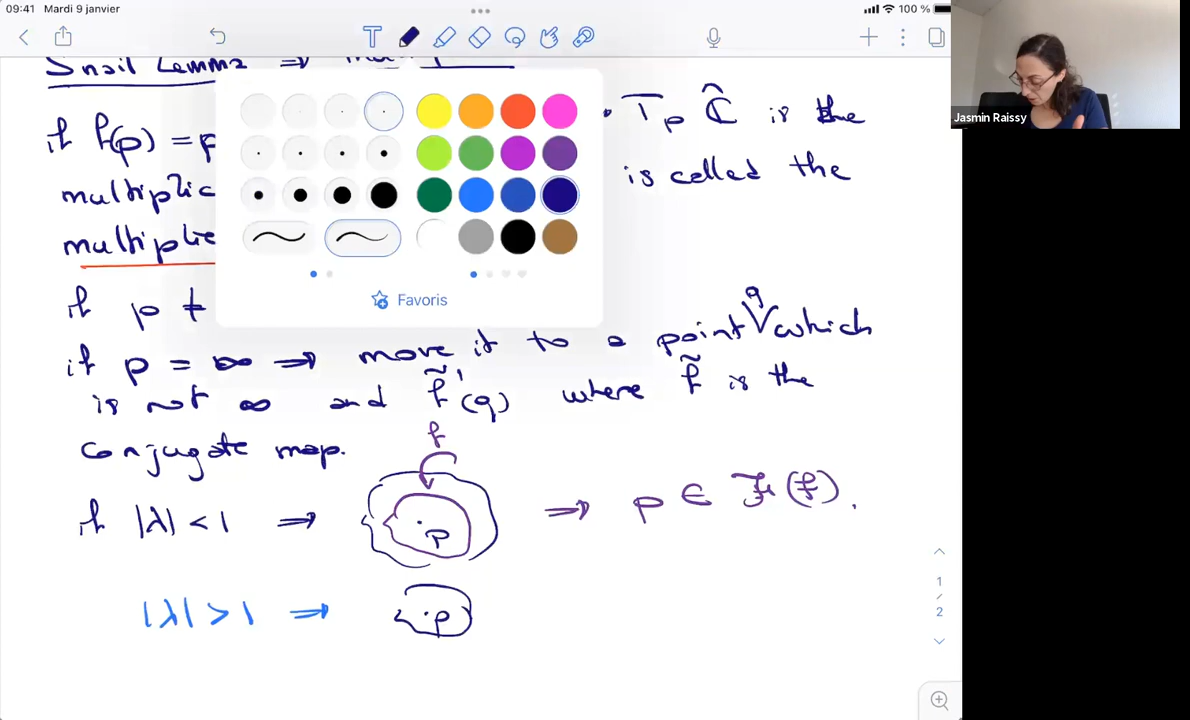 09:41 Mardi 9 janvier
100 %
Jasmin Raissy
Snail Lemma ⇒
if f(p) = p
· T_p Ĉ is the
multiplic
is called the
multiplie
if p ≠
if p = ∞ ⇒ move it to a point q which
is not ∞ and f̃'(q) where f̃ is the
conjugate map.
f
if |λ| < 1 ⇒ ·p ⇒ p ∈ F(f).
|λ| > 1 ⇒ ·p
Favoris
1
/
2